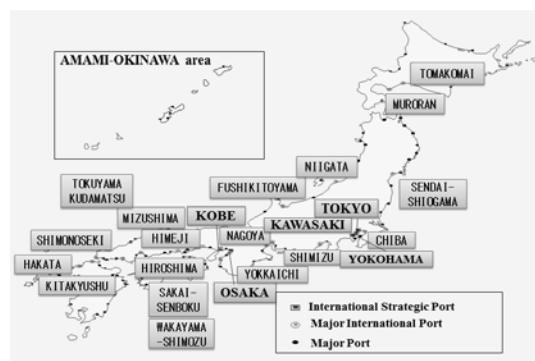 AMAMI-OKINAWA area
TOMAKOMAI
MURORAN
NIIGATA
TOKUYAMA
KUDAMATSU
FUSHIKITOYAMA
SENDAI-
SHIOGAMA
MIZUSHIMA
KOBE
TOKYO
KAWASAKI
SHIMONOSEKI
HIMEJI
NAGOYA
CHIBA
HAKATA
HIROSHIMA
SHIMIZU
YOKOHAMA
YOKKAICHI
KITAKYUSHU
SAKAI-
SENBOKU
OSAKA
WAKAYAMA
-SHIMOZU
International Strategic Port
Major International Port
Major Port